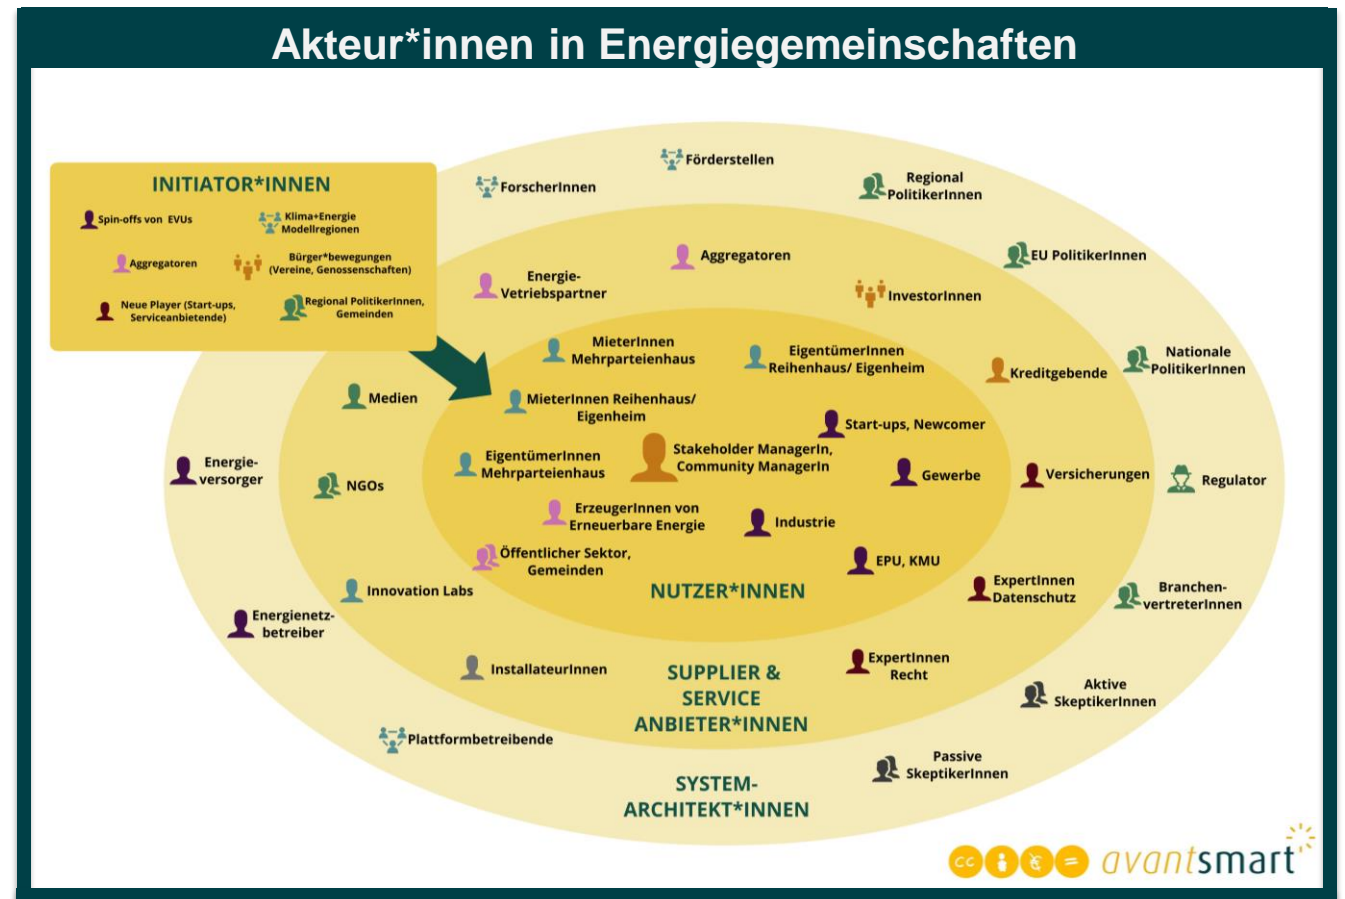 Akteur*innen in Energiegemeinschaften
INITIATOR*INNEN
Spin-offs von EVUs
Klima+Energie
Modellregionen
Aggregatoren
Bürger*bewegungen
(Vereine, Genossenschaften)
Neue Player (Start-ups,
Serviceanbietende)
Regional PolitikerInnen,
Gemeinden
Förderstellen
ForscherInnen
Regional
PolitikerInnen
Aggregatoren
EU PolitikerInnen
Energie-
Vetriebspartner
InvestorInnen
MieterInnen
Mehrparteienhaus
EigentümerInnen
Reihenhaus/ Eigenheim
Nationale
PolitikerInnen
Kreditgebende
Medien
MieterInnen Reihenhaus/
Eigenheim
Start-ups, Newcomer
Energie-
versorger
EigentümerInnen
Mehrparteienhaus
Stakeholder ManagerIn,
Community ManagerIn
Gewerbe
Versicherungen
Regulator
NGOs
ErzeugerInnen von
Erneuerbare Energie
Industrie
Öffentlicher Sektor,
Gemeinden
EPU, KMU
Innovation Labs
NUTZER*INNEN
ExpertInnen
Datenschutz
Branchen-
vertreterInnen
Energienetz-
betreiber
InstallateurInnen
SUPPLIER &
SERVICE
ANBIETER*INNEN
ExpertInnen
Recht
Aktive
SkeptikerInnen
Plattformbetreibende
Passive
SkeptikerInnen
SYSTEM-
ARCHITEKT*INNEN
cc € = avantsmart